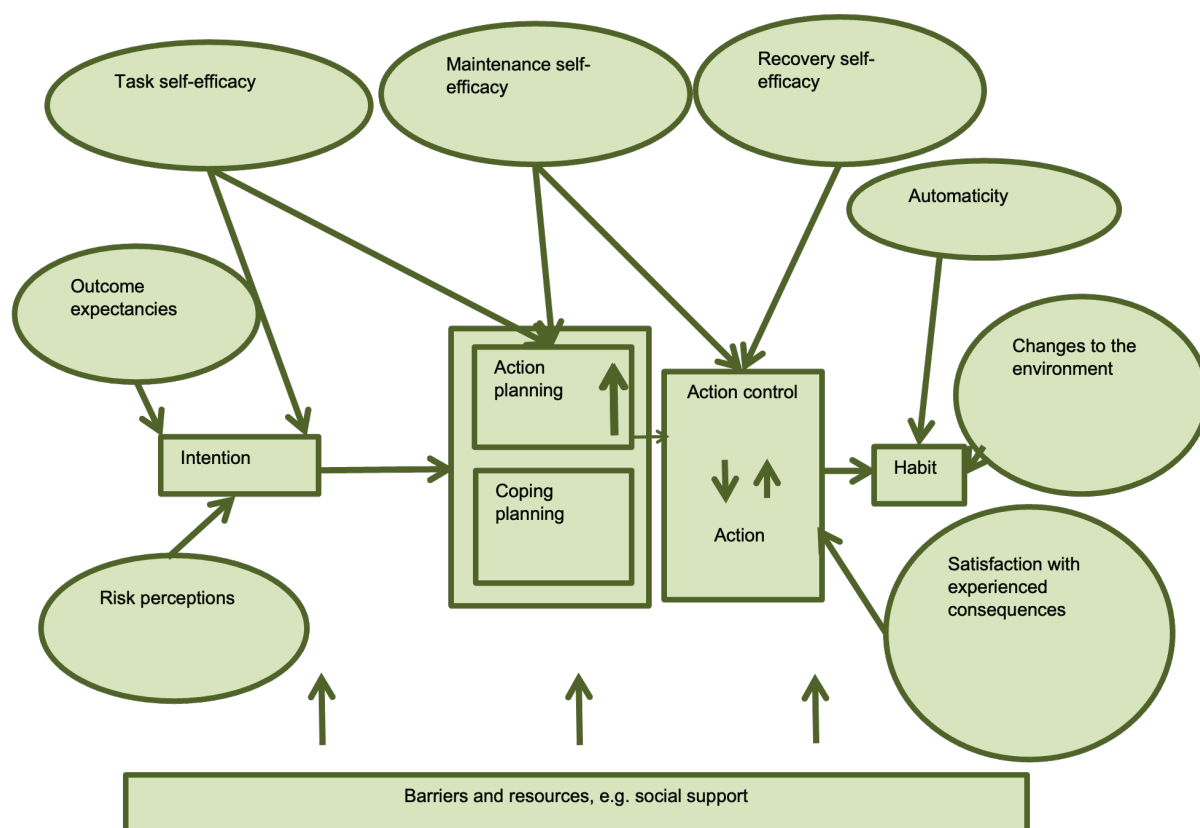 Task self-efficacy
Maintenance self-
efficacy
Recovery self-
efficacy
Automaticity
Outcome
expectancies
Changes to the
environment
Action
planning
Action control
Intention
Habit
Coping
planning
Action
Satisfaction with
experienced
consequences
Risk perceptions
Barriers and resources, e.g. social support